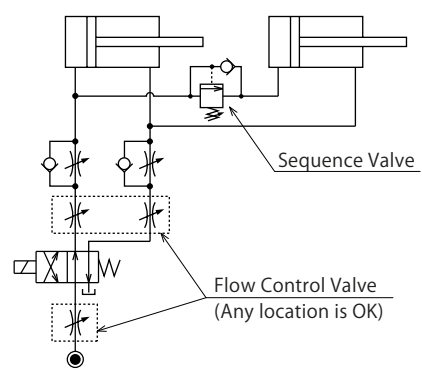 Sequence Valve
Flow Control Valve
(Any location is OK)